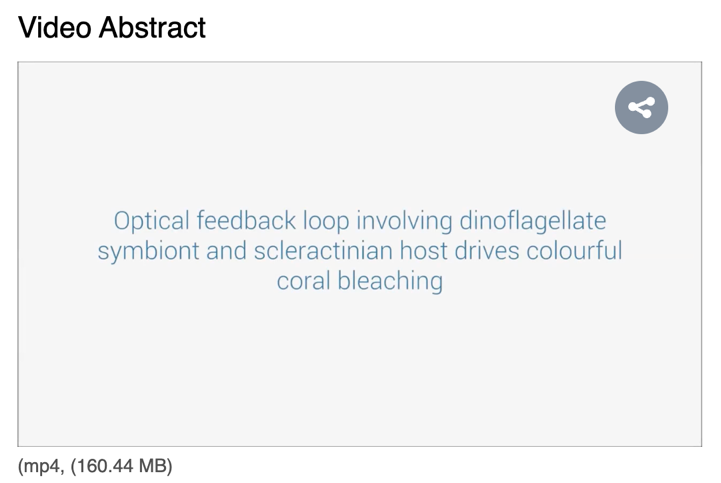 Video Abstract
Optical feedback loop involving dinoflagellate
symbiont and scleractinian host drives colourful
coral bleaching
(mp4, (160.44 MB)